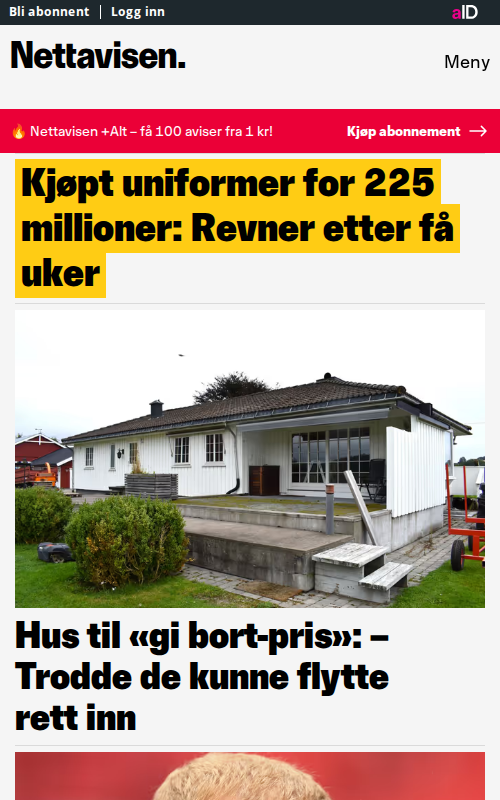 Bli abonnent | Logg inn
aID
Nettavisen.
Meny
🔥 Nettavisen +Alt – få 100 aviser fra 1 kr!
Kjøp abonnement →
Kjøpt uniformer for 225
millioner: Revner etter få
uker
Hus til «gi bort-pris»: –
Trodde de kunne flytte
rett inn